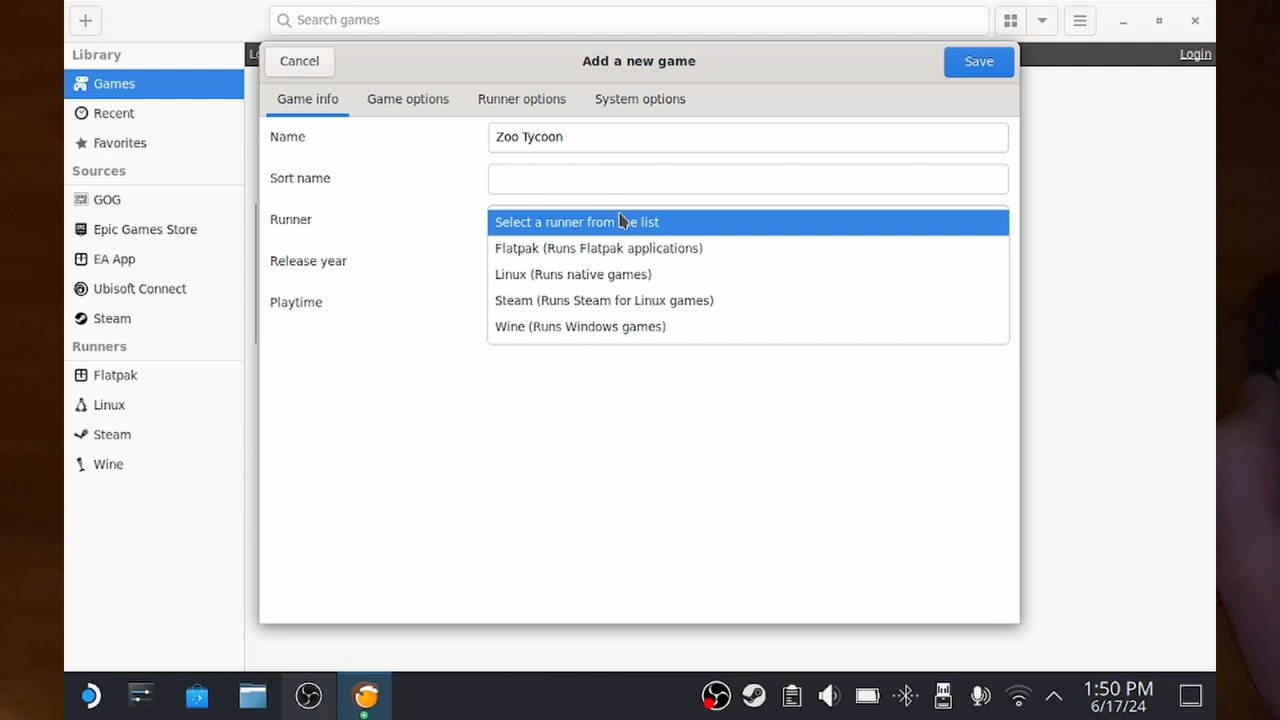 Search games
Library
Games
Recent
Favorites
Sources
GOG
Epic Games Store
EA App
Ubisoft Connect
Steam
Runners
Flatpak
Linux
Steam
Wine
Login
Cancel
Add a new game
Save
Game info
Game options
Runner options
System options
Name
Zoo Tycoon
Sort name
Runner
Select a runner from the list
Flatpak (Runs Flatpak applications)
Linux (Runs native games)
Steam (Runs Steam for Linux games)
Wine (Runs Windows games)
Release year
Playtime
1:50 PM
6/17/24